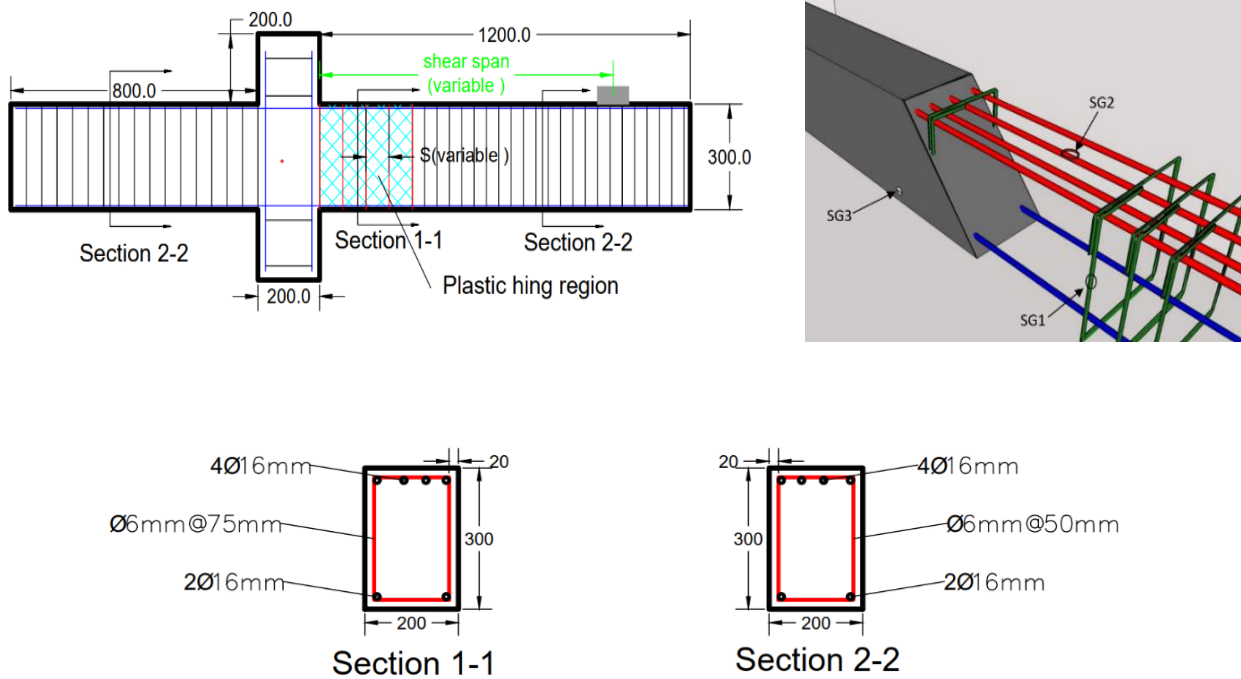 200.0
1200.0
shear span
(variable )
800.0
S(variable )
300.0
Section 2-2
Section 1-1
Section 2-2
Plastic hing region
200.0
SG2
SG3
SG1
4Ø16mm
20
Ø6mm@75mm
300
2Ø16mm
200
Section 1-1
20
4Ø16mm
300
Ø6mm@50mm
2Ø16mm
200
Section 2-2